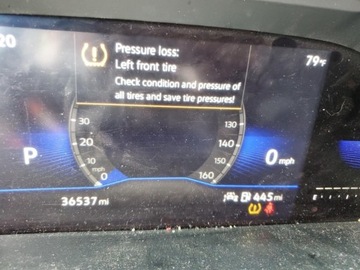 20
Pressure loss:
Left front tire
Check condition and pressure of
all tires and save tire pressures!
79°F
30
20
10
0
130
140
150
160
P
0 mph
mph
36537 mi
445 mi
E